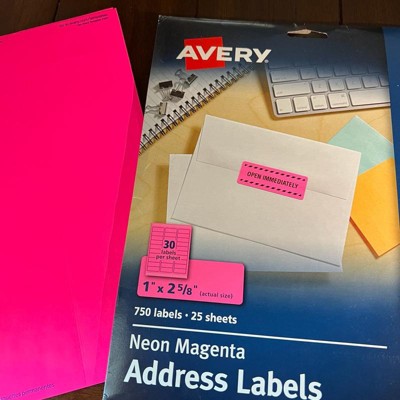 AVERY
OPEN IMMEDIATELY
30
labels
per sheet
1" x 2 5/8" (actual size)
750 labels • 25 sheets
Neon Magenta
Address Labels